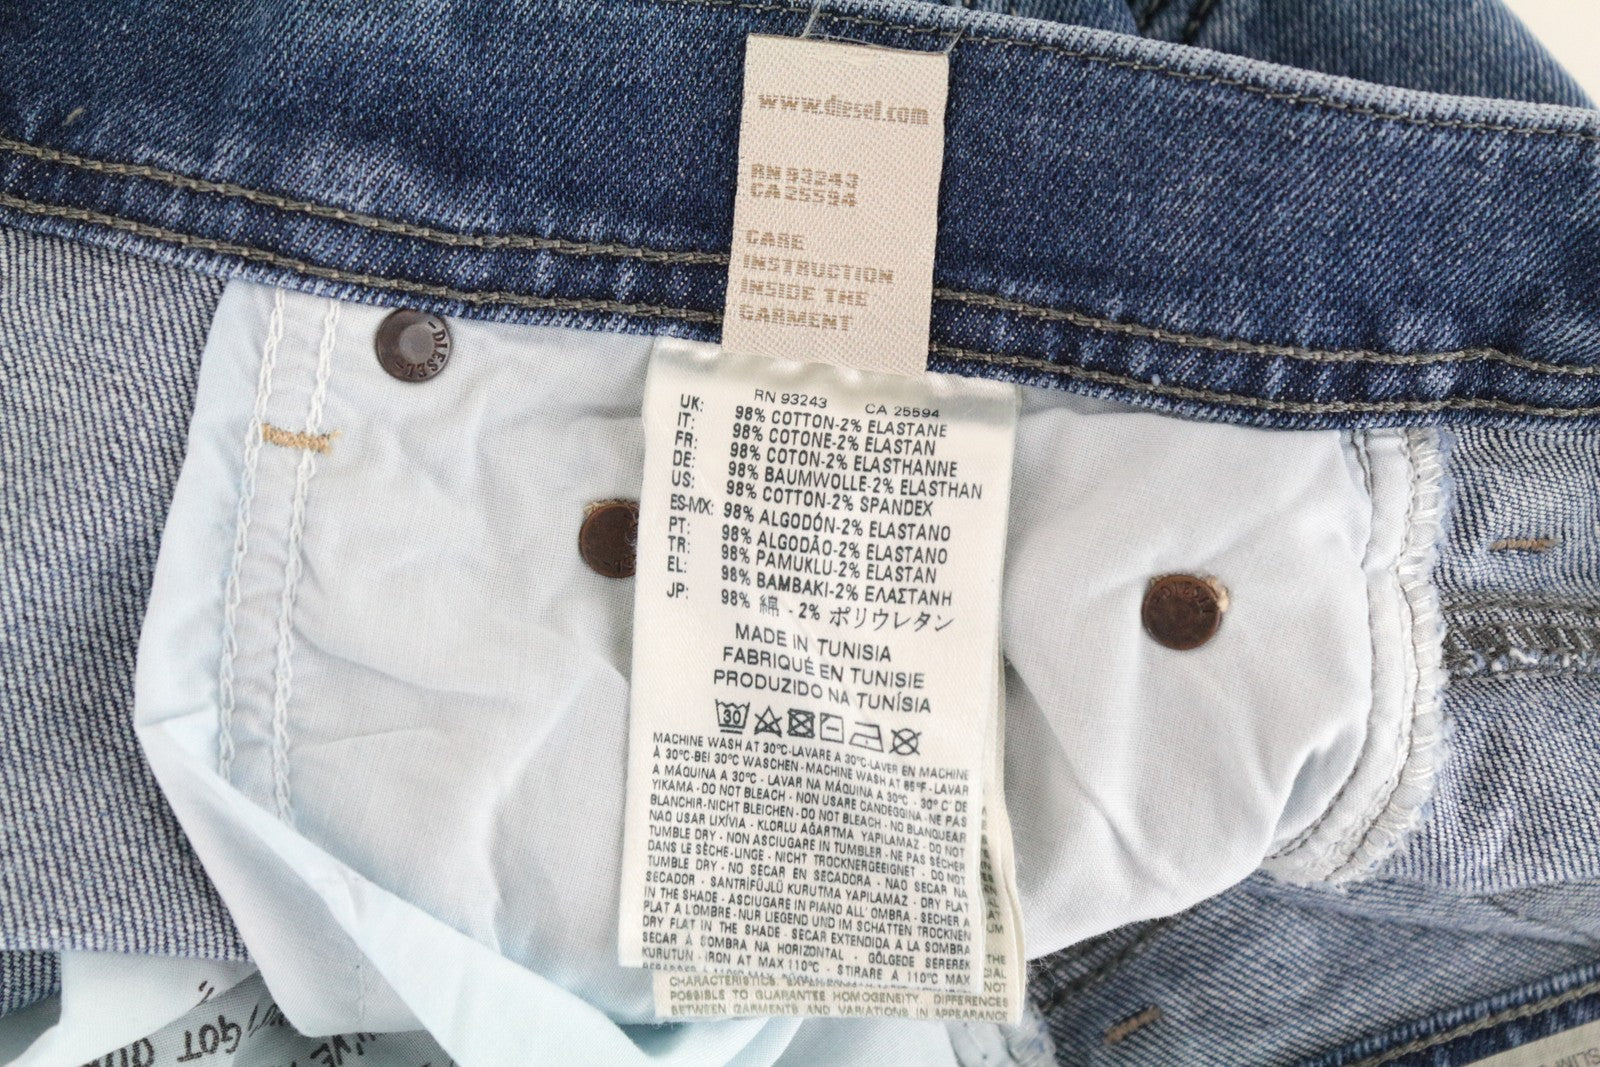 www.diesel.com
RN 93243
CA 25594
CARE
INSTRUCTION
INSIDE THE
GARMENT
DIESEL
RN 93243 CA 25594
UK: 98% COTTON-2% ELASTANE
IT: 98% COTONE-2% ELASTAN
FR: 98% COTON-2% ELASTHANNE
DE: 98% BAUMWOLLE-2% ELASTHAN
US: 98% COTTON-2% SPANDEX
ES-MX: 98% ALGODÓN-2% ELASTANO
PT: 98% ALGODÃO-2% ELASTANO
TR: 98% PAMUKLU-2% ELASTAN
EL: 98% ΒΑΜΒΑΚΙ-2% ΕΛΑΣΤΑΝΗ
JP: 98% 綿 - 2% ポリウレタン
MADE IN TUNISIA
FABRIQUÉ EN TUNISIE
PRODUZIDO NA TUNÍSIA
30
MACHINE WASH AT 30°C-LAVARE A 30°C-LAVER EN MACHINE
À 30°C-BEI 30°C WASCHEN-MACHINE WASH AT 85°F-LAVAR
A MÁQUINA A 30°C - LAVAR NA MÁQUINA A 30°C - 30° C' DE
YIKAMA - DO NOT BLEACH - NON USARE CANDEGGINA - NE PAS
BLANCHIR-NICHT BLEICHEN-DO NOT BLEACH-NO BLANQUEAR
NAO USAR LIXÍVIA - KLORLU AĞARTMA YAPILAMAZ - DO NOT
TUMBLE DRY - NON ASCIUGARE IN TUMBLER - NE PAS SÉCHER
DANS LE SÈCHE-LINGE - NICHT TROCKNERGEEIGNET - DO NOT
TUMBLE DRY - NO SECAR EN SECADORA - NAO SECAR NA
SECADOR - SANTRİFÜJLÜ KURUTMA YAPILAMAZ - DRY FLAT
IN THE SHADE - ASCIUGARE IN PIANO ALL' OMBRA - SÉCHER A
PLAT A L'OMBRE-NUR LIEGEND UND IM SCHATTEN TROCKNEN
DRY FLAT IN THE SHADE - SECAR EXTENDIDA A LA SOMBRA
SECAR À SOMBRA NA HORIZONTAL - GÖLGEDE SEREREK
KURUTUN - IRON AT MAX 110°C - STIRARE A 110°C MAX
CHARACTERISTICS.
POSSIBLE TO GUARANTEE HOMOGENEITY. DIFFERENCES
BETWEEN GARMENTS AND VARIATIONS IN APPEARANCE
GOT
SLIM